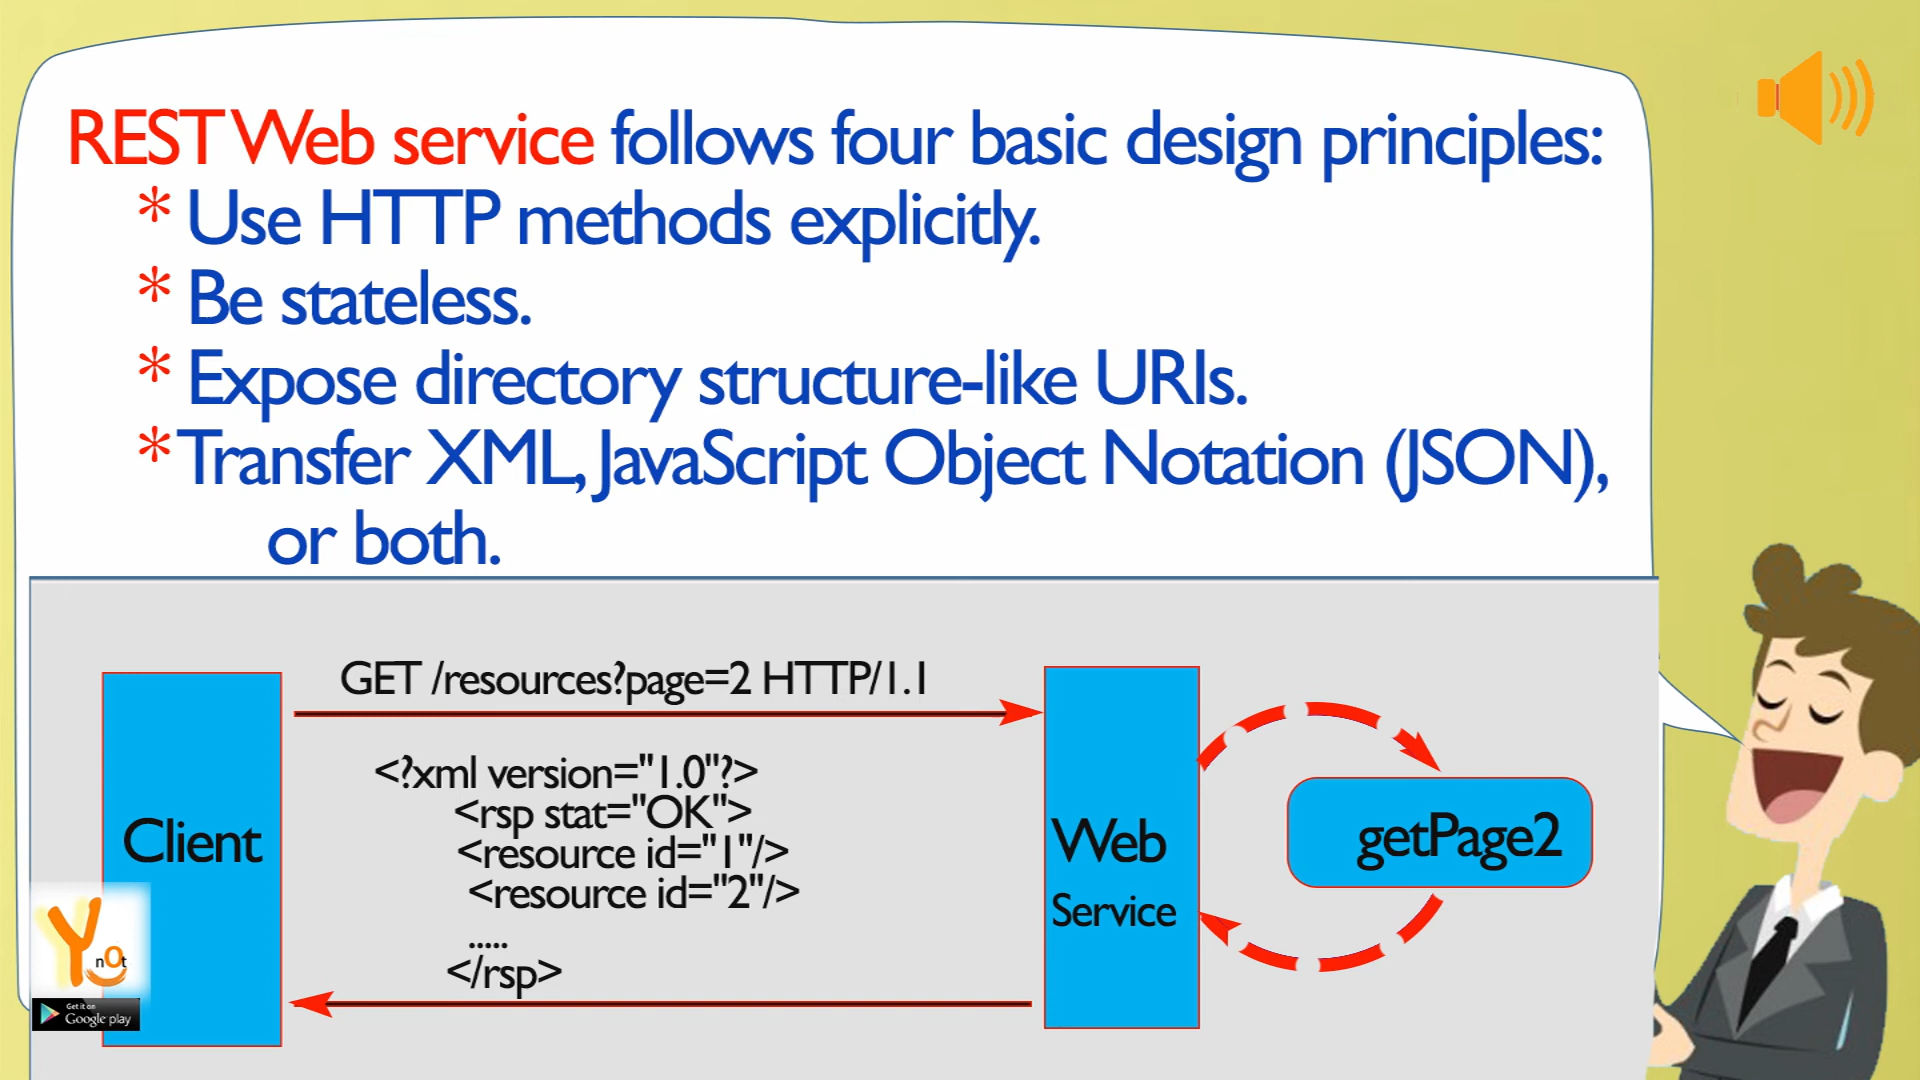 REST Web service follows four basic design principles:
* Use HTTP methods explicitly.
* Be stateless.
* Expose directory structure-like URIs.
* Transfer XML, JavaScript Object Notation (JSON),
or both.
GET /resources?page=2 HTTP/1.1
<?xml version="1.0"?>
<rsp stat="OK">
<resource id="1"/>
<resource id="2"/>
.....
</rsp>
Client
Web
Service
getPage2
Y
nOt
Get it on
Google play